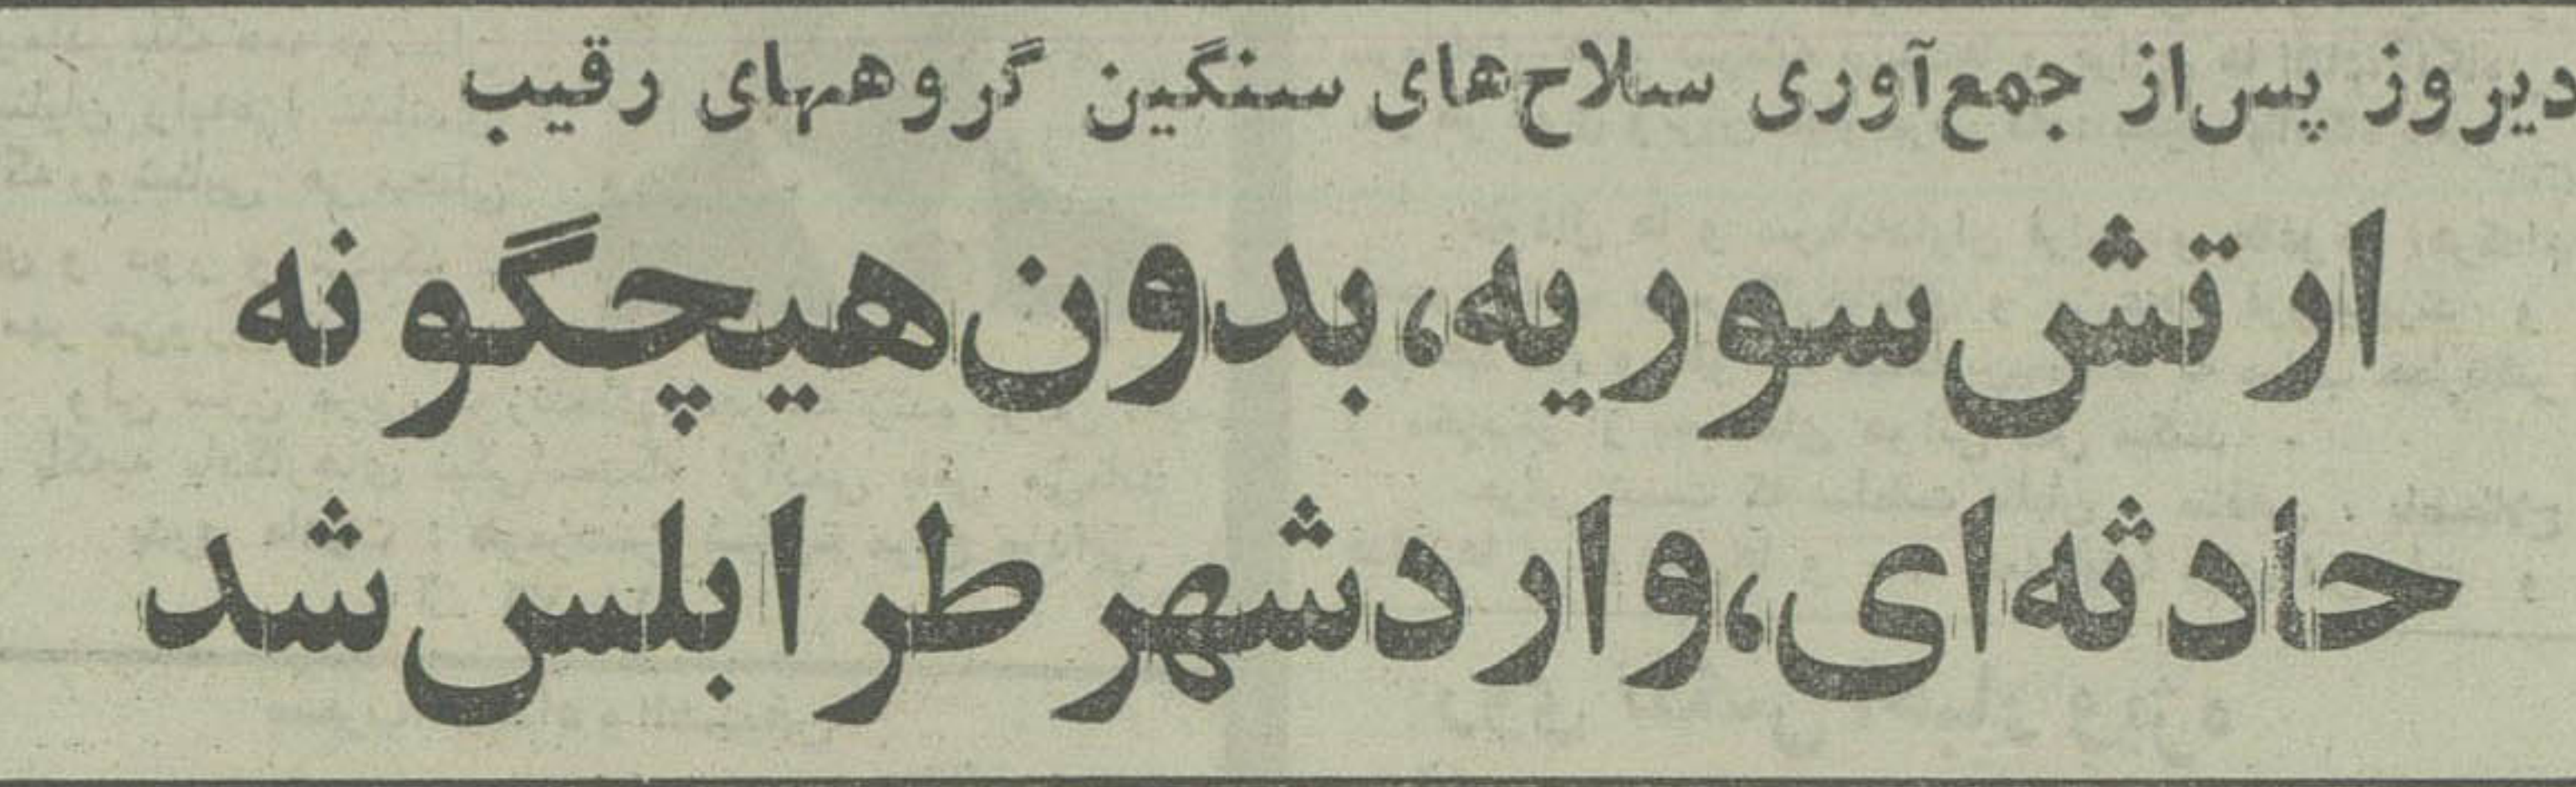 دیروز پس‌از جمع‌آوری سلاح‌های سنگین گروههای رقیب
ارتش سوریه، بدون هیچگونه
حادثه‌ای، وارد شهر طرابلس شد